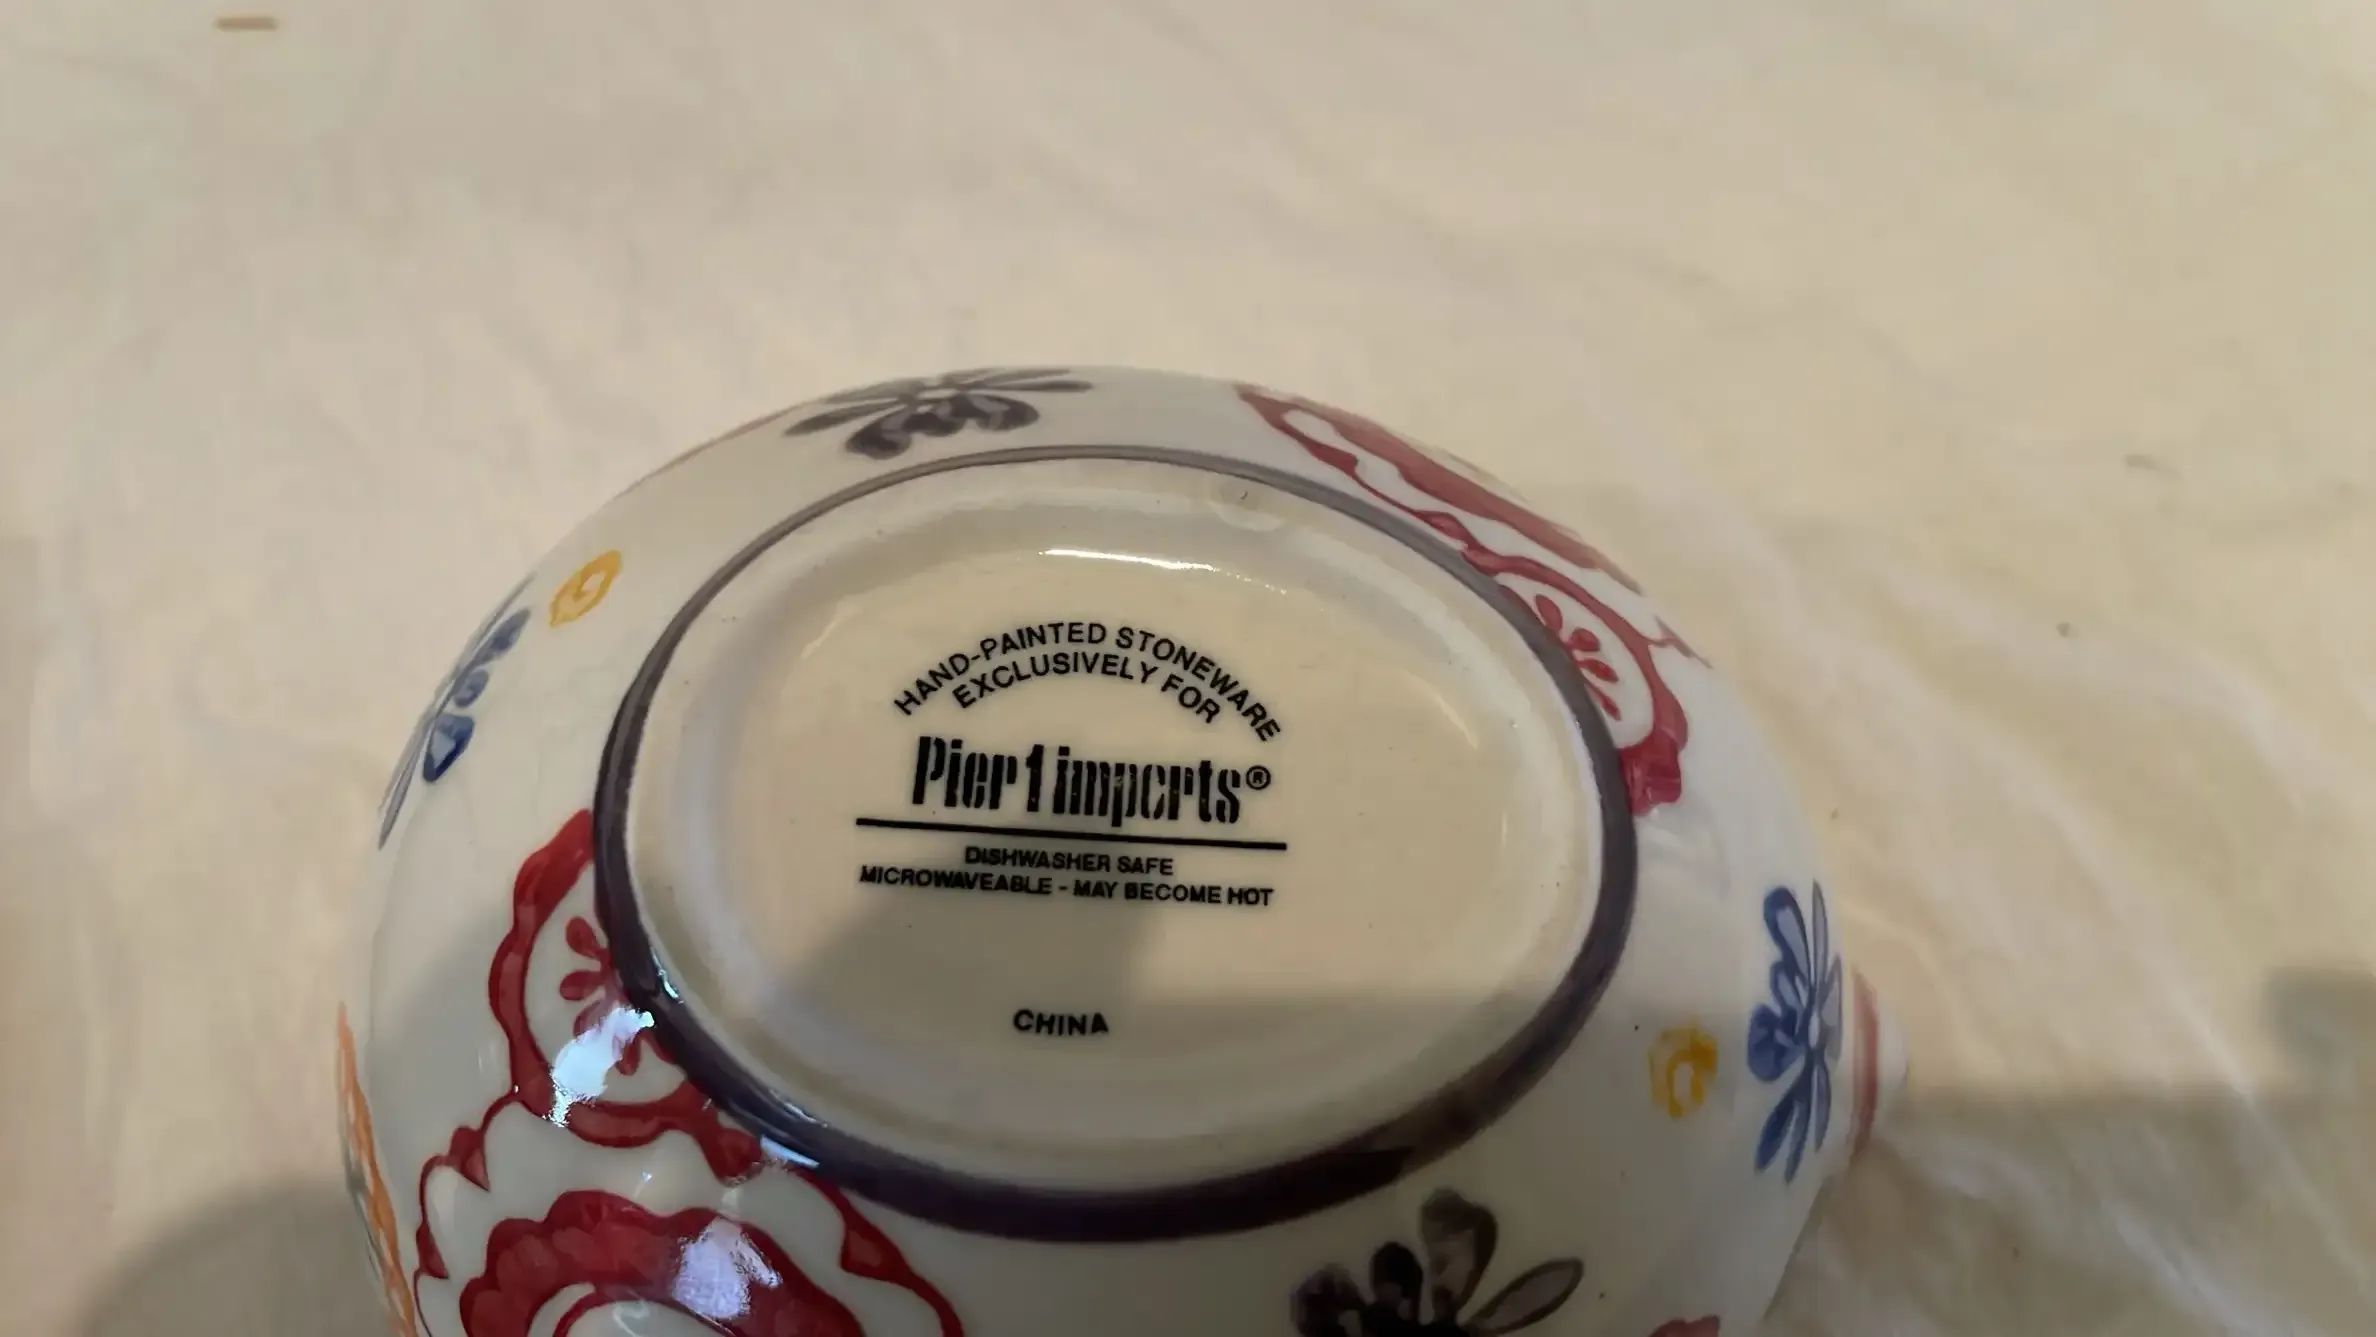 HAND-PAINTED STONEWARE
EXCLUSIVELY FOR
Pier 1 imports®
DISHWASHER SAFE
MICROWAVEABLE - MAY BECOME HOT
CHINA